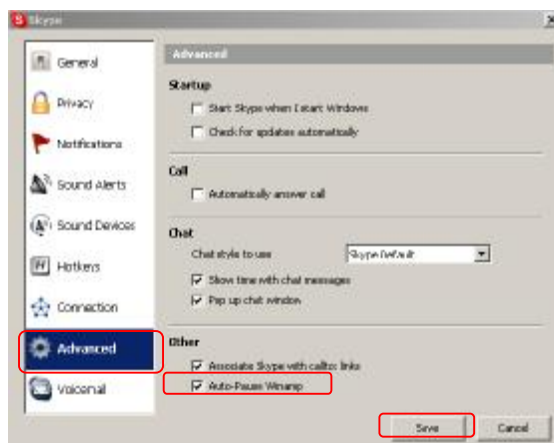 Skype
General
Privacy
Notifications
Sound Alerts
Sound Devices
Hotkeys
Connection
Advanced
Voicemail
Advanced
Startup
Start Skype when I start Windows
Check for updates automatically
Call
Automatically answer call
Chat
Chat style to use
Skype Default
Show time with chat messages
Pop up chat window
Other
Associate Skype with callto: links
Auto-Pause Winamp
Save
Cancel